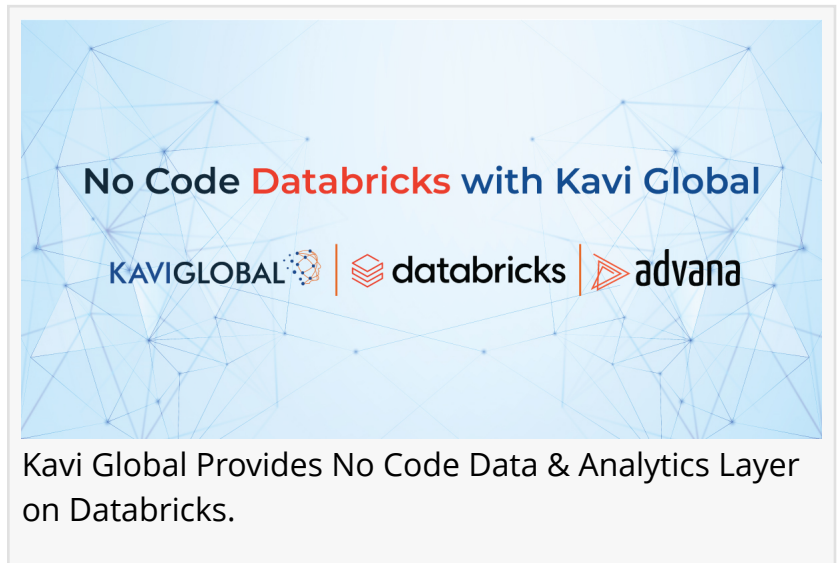 No Code Databricks with Kavi Global
KAVIGLOBAL databricks advana
Kavi Global Provides No Code Data & Analytics Layer
on Databricks.